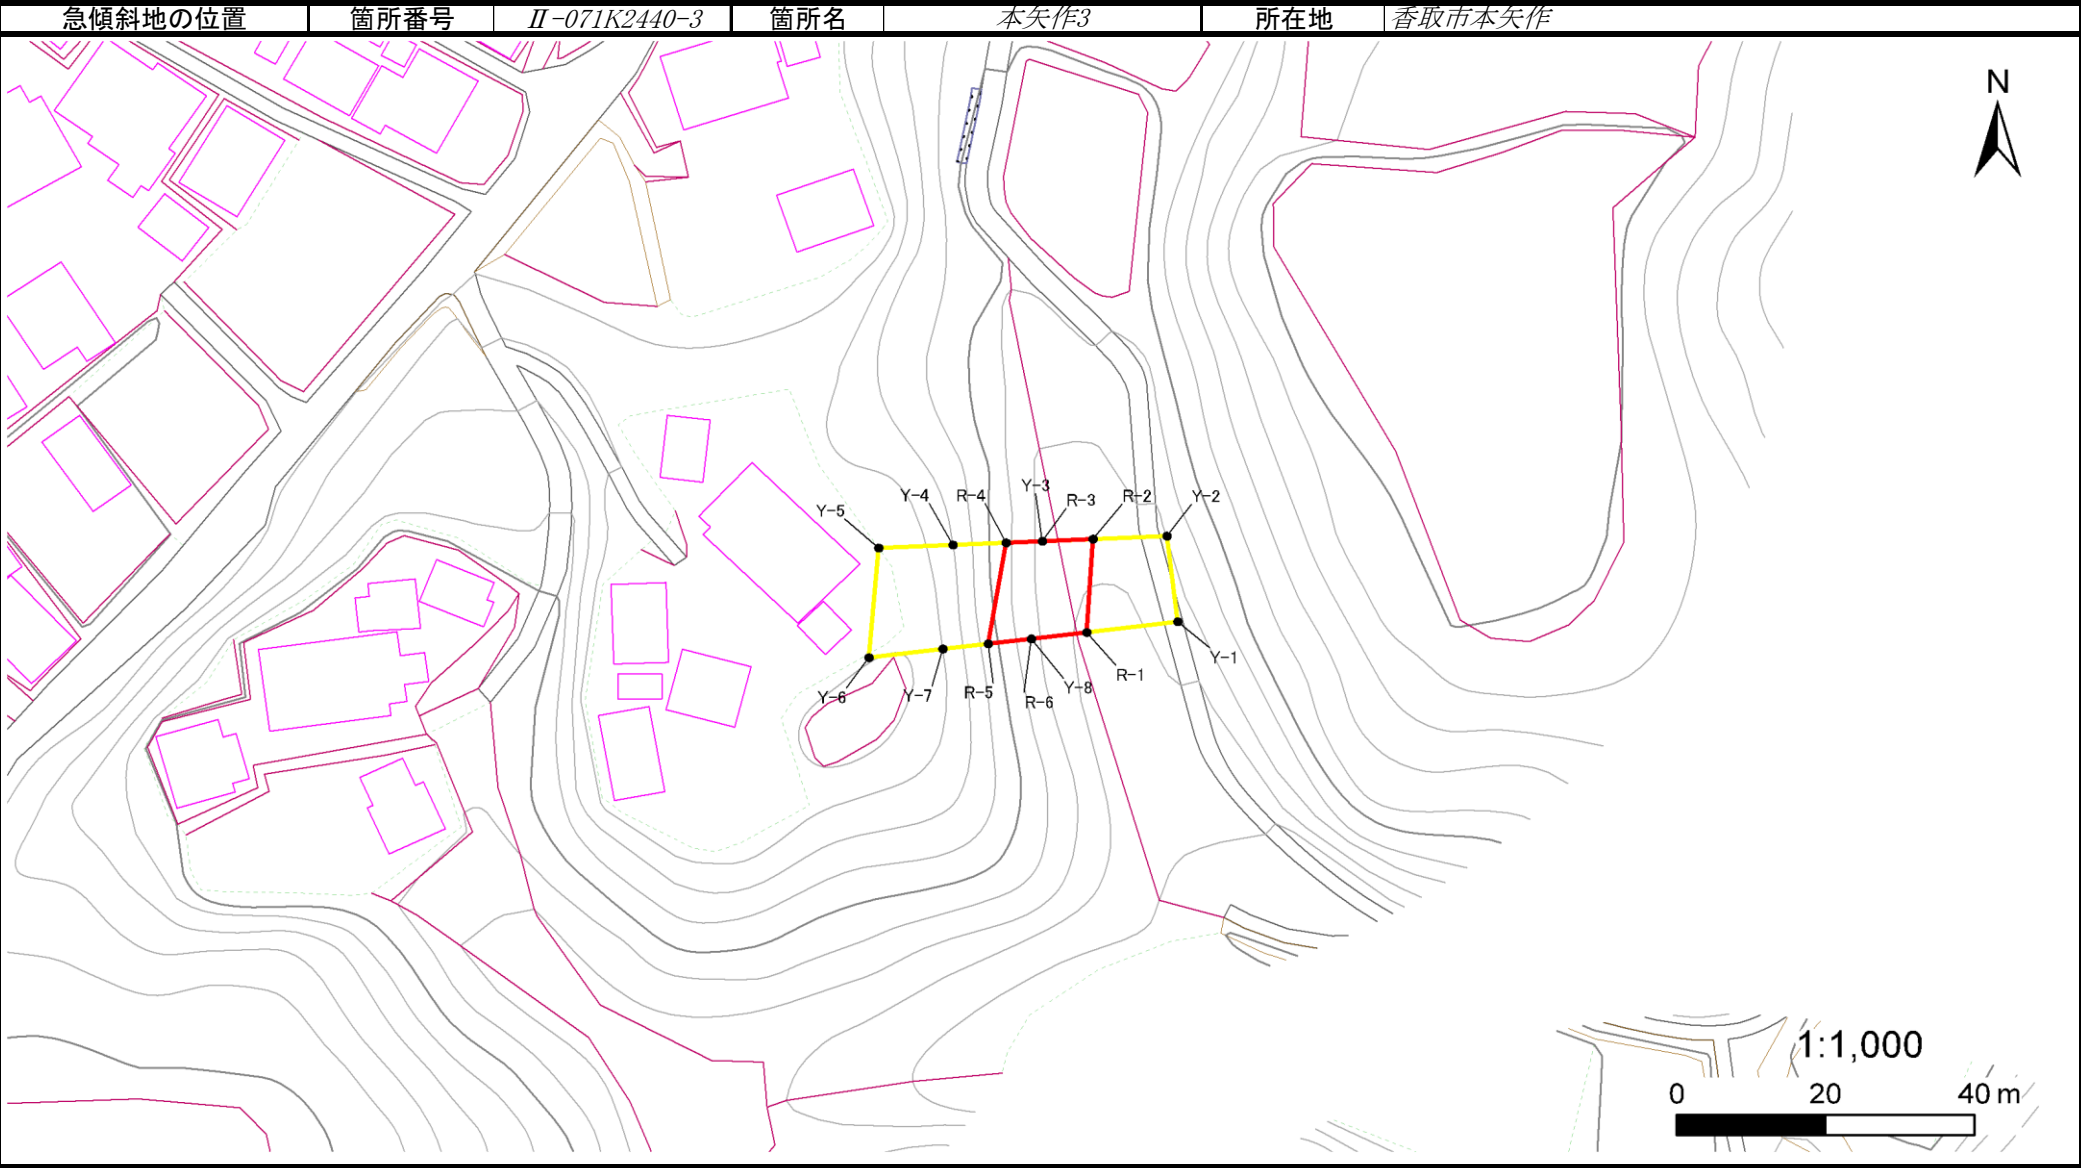 急傾斜地の位置 箇所番号 Ⅱ-071K2440-3 箇所名 本矢作3 所在地 香取市本矢作
N
Y-5 Y-4 R-4 Y-3 R-3 R-2 Y-2
Y-6 Y-7 R-5 R-6 Y-8 R-1 Y-1
1:1,000
0 20 40 m